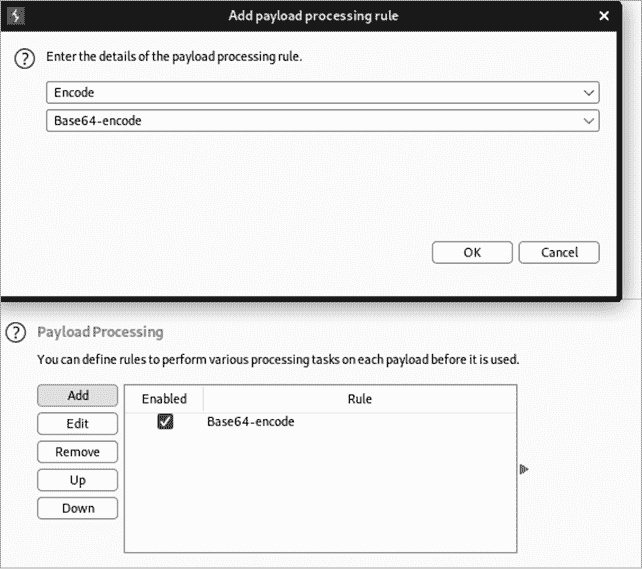 Add payload processing rule
Enter the details of the payload processing rule.
Encode
Base64-encode
OK Cancel
Payload Processing
You can define rules to perform various processing tasks on each payload before it is used.
Add
Edit
Remove
Up
Down
Enabled Rule
Base64-encode